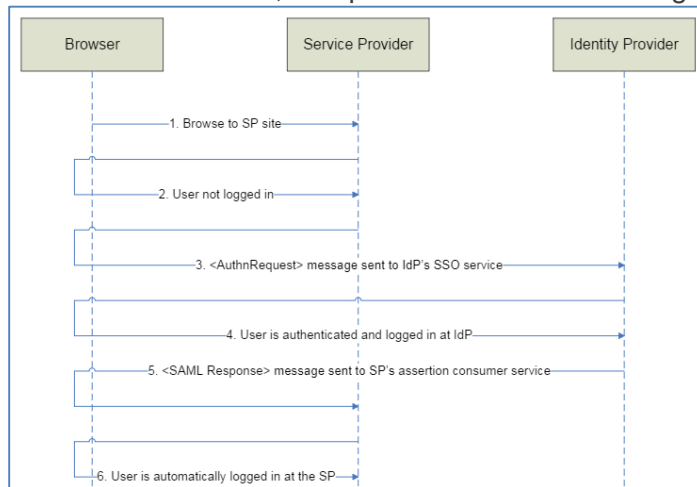 Browser
Service Provider
Identity Provider
1. Browse to SP site
2. User not logged in
3. <AuthnRequest> message sent to IdP's SSO service
4. User is authenticated and logged in at IdP
5. <SAML Response> message sent to SP's assertion consumer service
6. User is automatically logged in at the SP